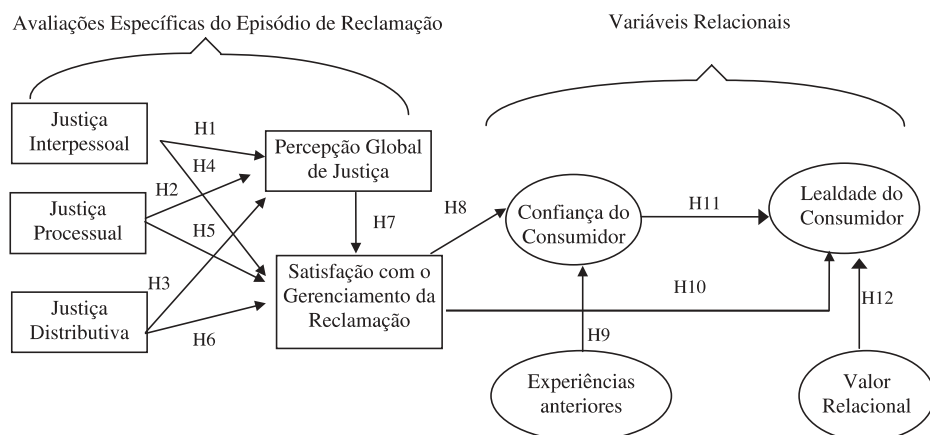 Avaliações Específicas do Episódio de Reclamação
Variáveis Relacionais
Justiça
Interpessoal
H1
H4
Percepção Global
de Justiça
H2
Justiça
Processual
H5
H7
H8
Confiança do
Consumidor
H11
Lealdade do
Consumidor
H3
Satisfação com o
Gerenciamento da
Reclamação
Justiça
Distributiva
H6
H10
H12
H9
Experiências
anteriores
Valor
Relacional